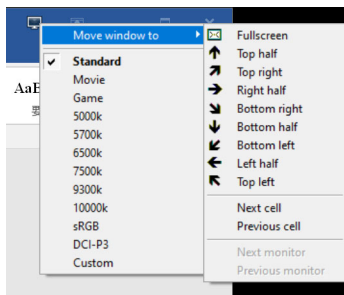 Move window to
Standard
Movie
Game
5000k
5700k
6500k
7500k
9300k
10000k
sRGB
DCI-P3
Custom
Fullscreen
Top half
Top right
Right half
Bottom right
Bottom half
Bottom left
Left half
Top left
Next cell
Previous cell
Next monitor
Previous monitor
AaB